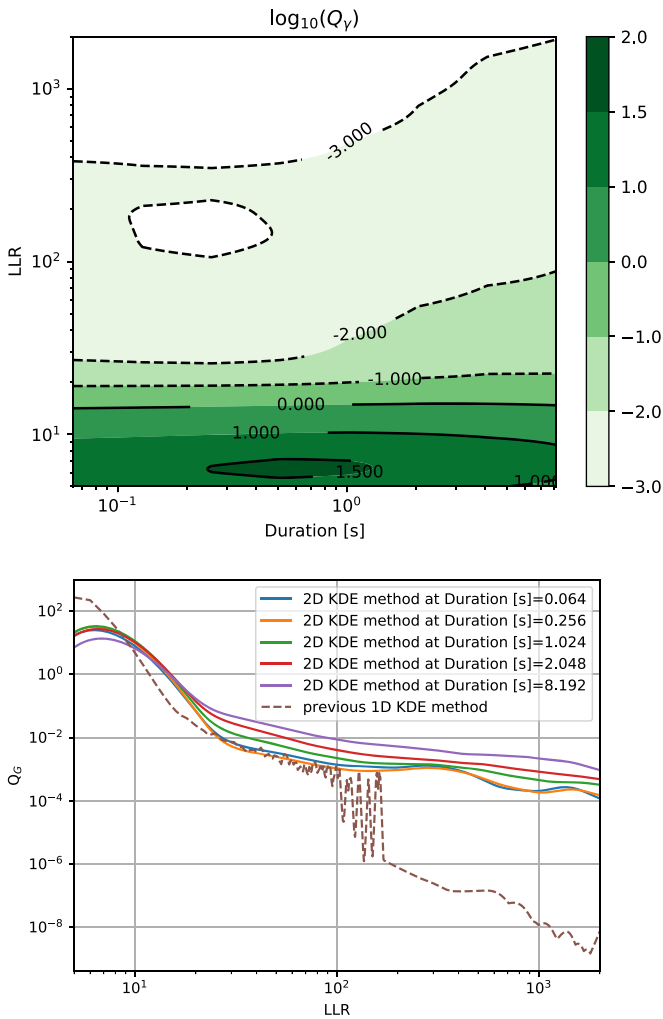 log₁₀(Qᵧ)
10³
10²
10¹
LLR
-3.000
-2.000
-1.000
0.000
1.000
1.500
1.000
10⁻¹
10⁰
Duration [s]
2.0
1.5
1.0
0.0
−1.0
−2.0
−3.0
2D KDE method at Duration [s]=0.064
2D KDE method at Duration [s]=0.256
2D KDE method at Duration [s]=1.024
2D KDE method at Duration [s]=2.048
2D KDE method at Duration [s]=8.192
previous 1D KDE method
10²
10⁰
10⁻²
10⁻⁴
10⁻⁶
10⁻⁸
Q_G
10¹
10²
10³
LLR